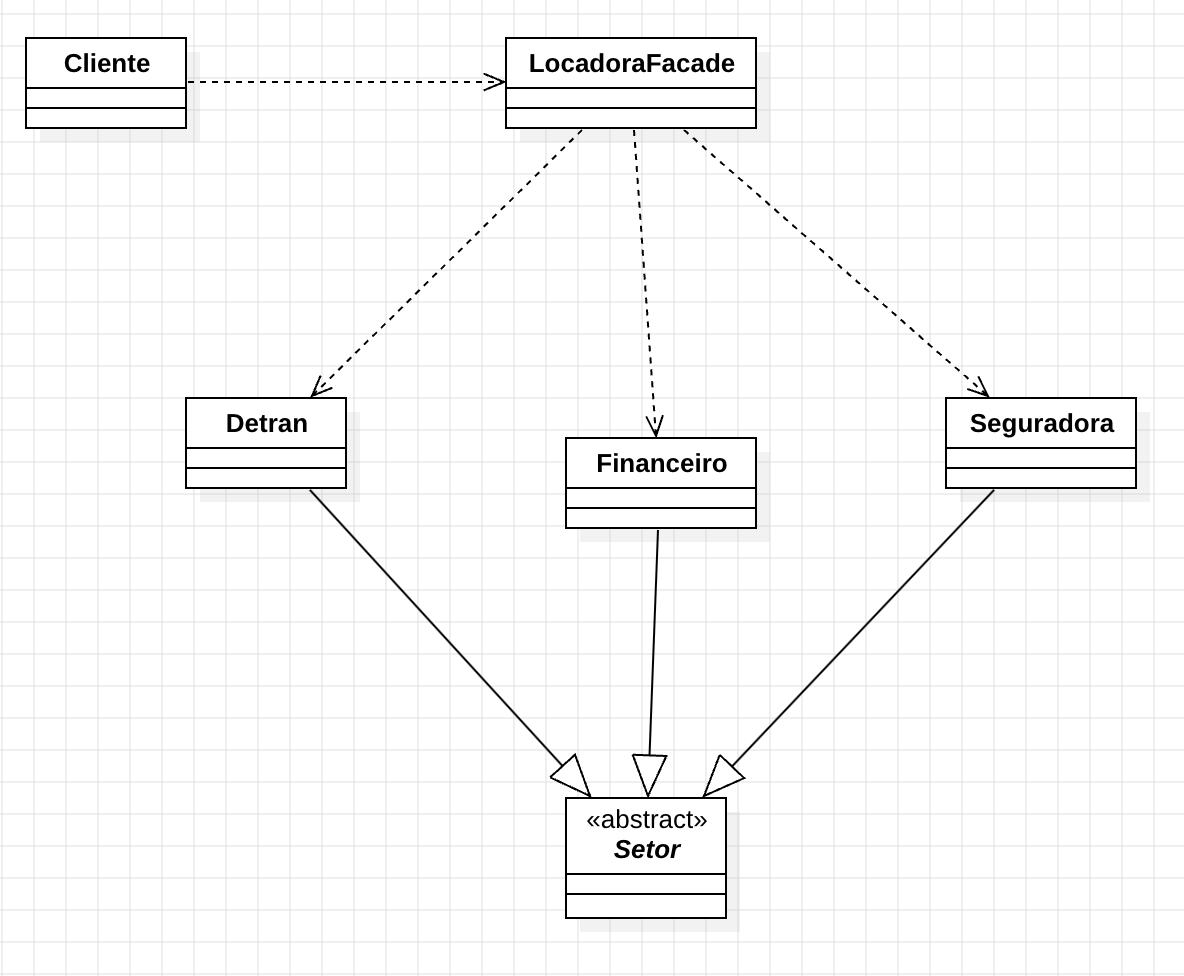 Cliente
LocadoraFacade
Detran
Financeiro
Seguradora
«abstract»
Setor